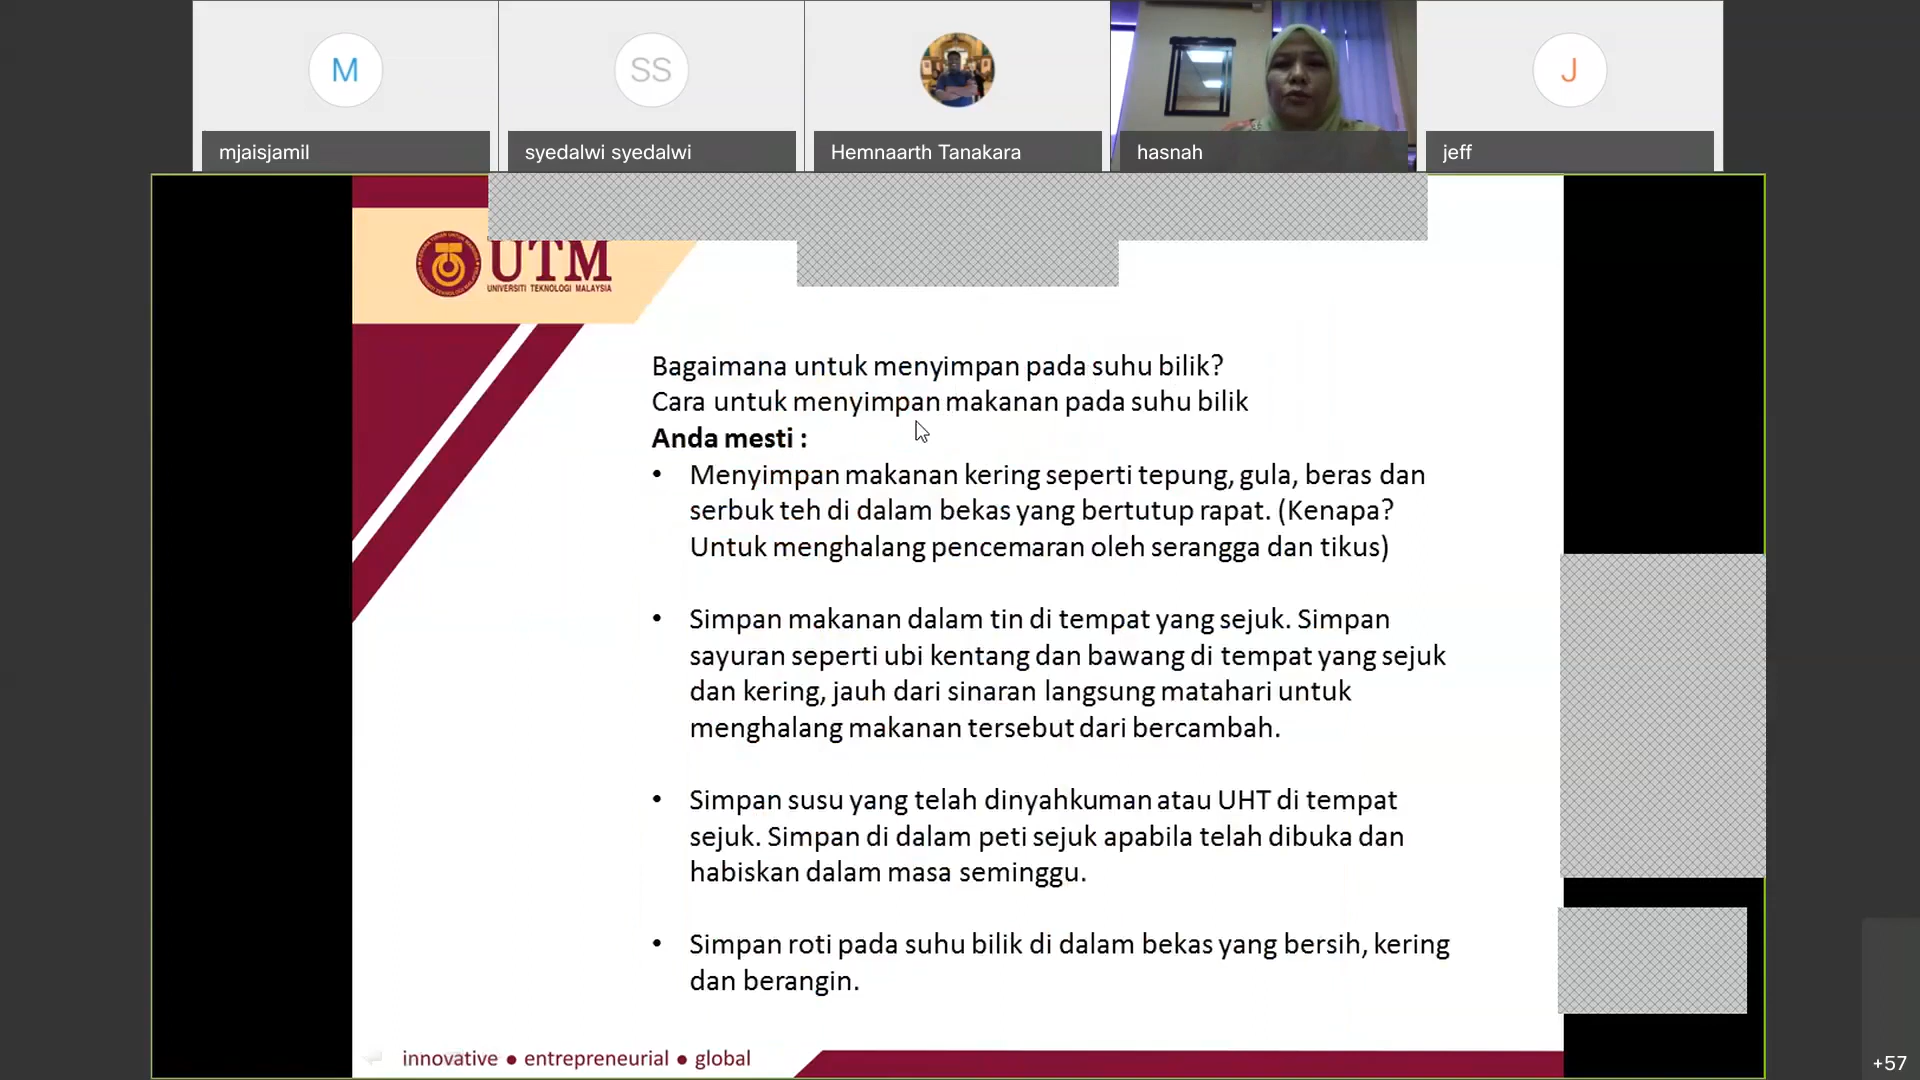 M
SS
J
mjaisjamil
syedalwi syedalwi
Hemnaarth Tanakara
hasnah
jeff
UTM
UNIVERSITI TEKNOLOGI MALAYSIA
Bagaimana untuk menyimpan pada suhu bilik?
Cara untuk menyimpan makanan pada suhu bilik
Anda mesti :
• Menyimpan makanan kering seperti tepung, gula, beras dan
serbuk teh di dalam bekas yang bertutup rapat. (Kenapa?
Untuk menghalang pencemaran oleh serangga dan tikus)
• Simpan makanan dalam tin di tempat yang sejuk. Simpan
sayuran seperti ubi kentang dan bawang di tempat yang sejuk
dan kering, jauh dari sinaran langsung matahari untuk
menghalang makanan tersebut dari bercambah.
• Simpan susu yang telah dinyahkuman atau UHT di tempat
sejuk. Simpan di dalam peti sejuk apabila telah dibuka dan
habiskan dalam masa seminggu.
• Simpan roti pada suhu bilik di dalam bekas yang bersih, kering
dan berangin.
innovative ● entrepreneurial ● global
+57